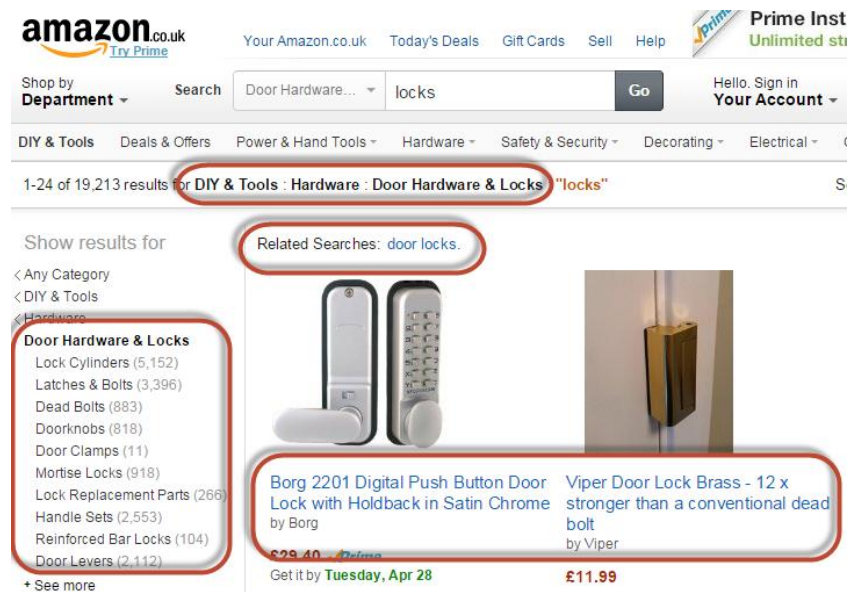 amazon.co.uk
Try Prime
Your Amazon.co.uk Today's Deals Gift Cards Sell Help
Prime
Prime Inst
Unlimited st
Shop by
Department
Search
Door Hardware...
locks
Go
Hello. Sign in
Your Account
DIY & Tools Deals & Offers Power & Hand Tools Hardware Safety & Security Decorating Electrical
1-24 of 19,213 results for DIY & Tools : Hardware : Door Hardware & Locks : "locks"
Show results for
Related Searches: door locks.
< Any Category
< DIY & Tools
< Hardware
Door Hardware & Locks
Lock Cylinders (5,152)
Latches & Bolts (3,396)
Dead Bolts (883)
Doorknobs (818)
Door Clamps (11)
Mortise Locks (918)
Lock Replacement Parts (266)
Handle Sets (2,553)
Reinforced Bar Locks (104)
Door Levers (2,112)
+ See more
Borg 2201 Digital Push Button Door
Lock with Holdback in Satin Chrome
by Borg
£29.40 Prime
Get it by Tuesday, Apr 28
Viper Door Lock Brass - 12 x
stronger than a conventional dead
bolt
by Viper
£11.99